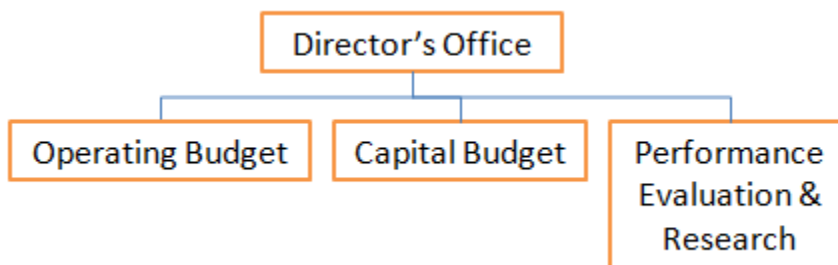 Director’s Office
Operating Budget
Capital Budget
Performance
Evaluation &
Research